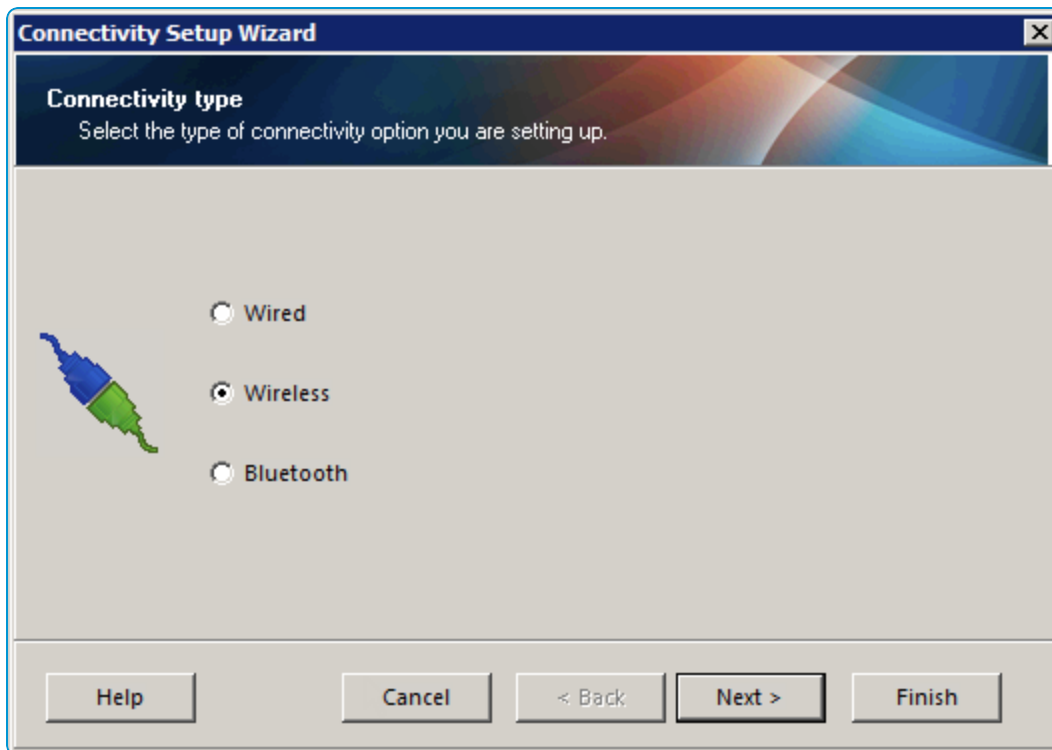 Connectivity Setup Wizard
Connectivity type
Select the type of connectivity option you are setting up.
Wired
Wireless
Bluetooth
Help Cancel < Back Next > Finish